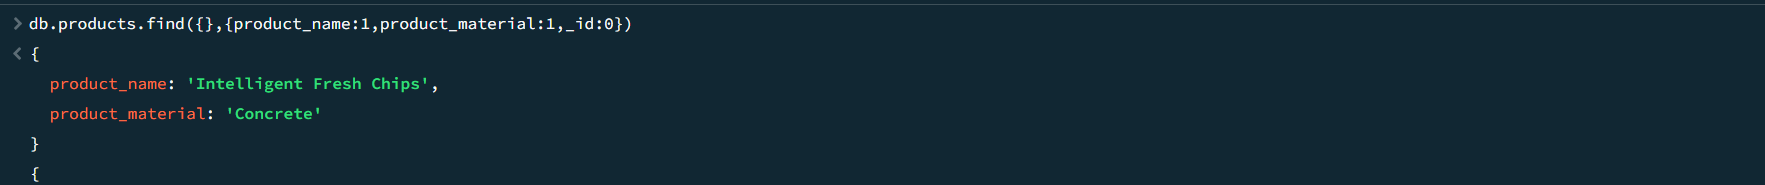 > db.products.find({},{product_name:1,product_material:1,_id:0})
< {
product_name: 'Intelligent Fresh Chips',
product_material: 'Concrete'
}
{